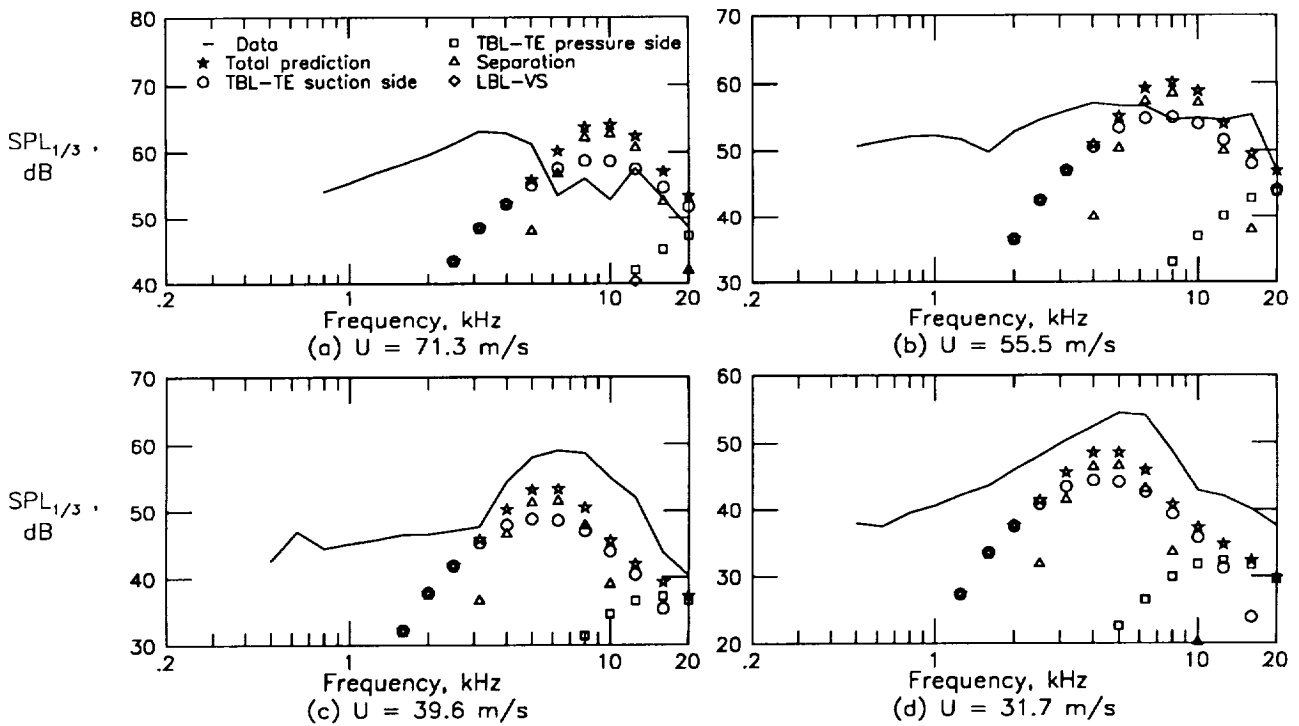 80
70
60
50
40
SPL1/3 ,
dB
— Data
★ Total prediction
○ TBL–TE suction side
□ TBL–TE pressure side
△ Separation
◇ LBL–VS
.2 1 10 20
Frequency, kHz
(a) U = 71.3 m/s
70
60
50
40
30
.2 1 10 20
Frequency, kHz
(b) U = 55.5 m/s
70
60
50
40
30
SPL1/3 ,
dB
.2 1 10 20
Frequency, kHz
(c) U = 39.6 m/s
60
50
40
30
20
.2 1 10 20
Frequency, kHz
(d) U = 31.7 m/s